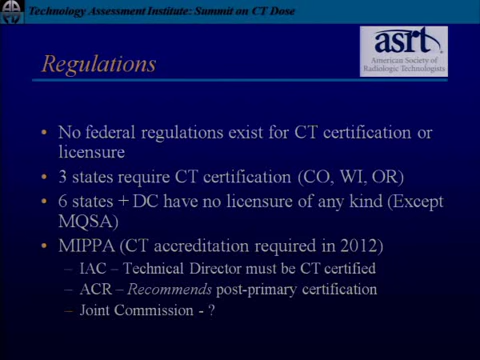 Technology Assessment Institute: Summit on CT Dose
asrt
American Society of
Radiologic Technologists
Regulations
• No federal regulations exist for CT certification or
licensure
• 3 states require CT certification (CO, WI, OR)
• 6 states + DC have no licensure of any kind (Except
MQSA)
• MIPPA (CT accreditation required in 2012)
– IAC – Technical Director must be CT certified
– ACR – Recommends post-primary certification
– Joint Commission - ?